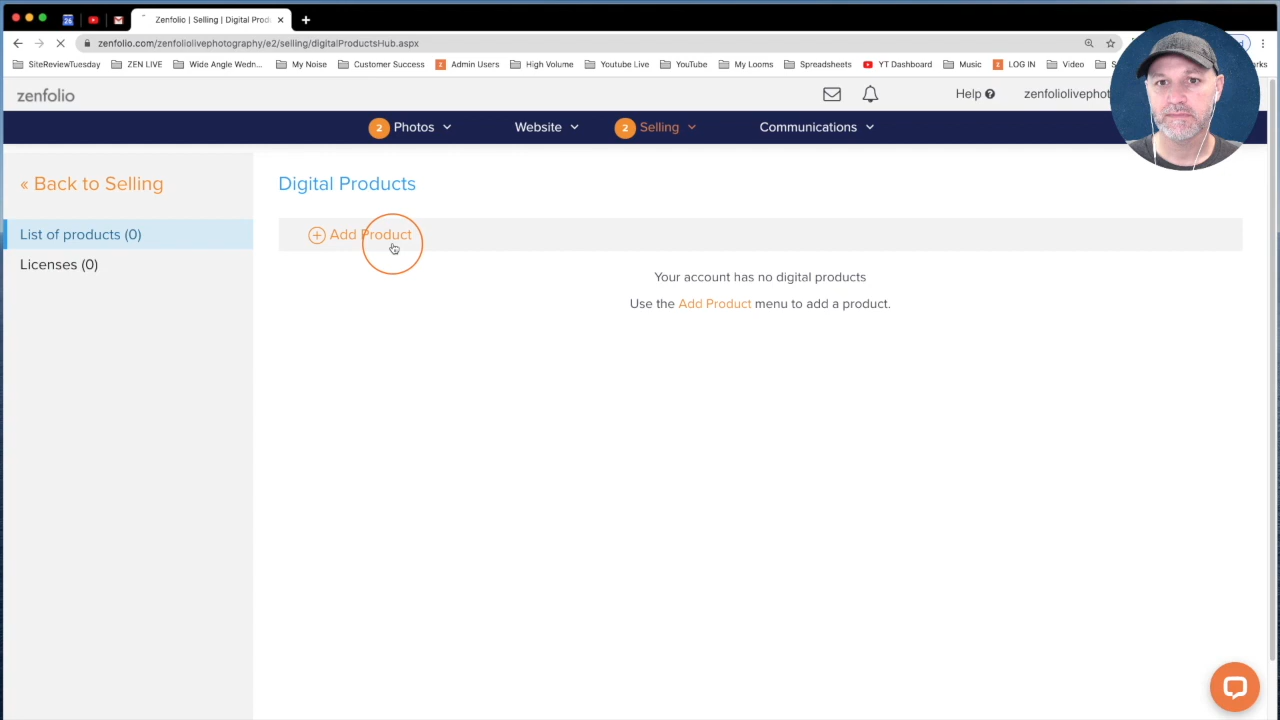 Zenfolio | Selling | Digital Prod
zenfolio.com/zenfoliolivephotography/e2/selling/digitalProductsHub.aspx
SiteReviewTuesday ZEN LIVE Wide Angle Wedn... My Noise Customer Success Admin Users High Volume Youtube Live YouTube My Looms Spreadsheets YT Dashboard Music LOG IN Video
zenfolio Help zenfoliolivephot
2 Photos Website 2 Selling Communications
« Back to Selling
Digital Products
List of products (0)
Add Product
Licenses (0)
Your account has no digital products
Use the Add Product menu to add a product.